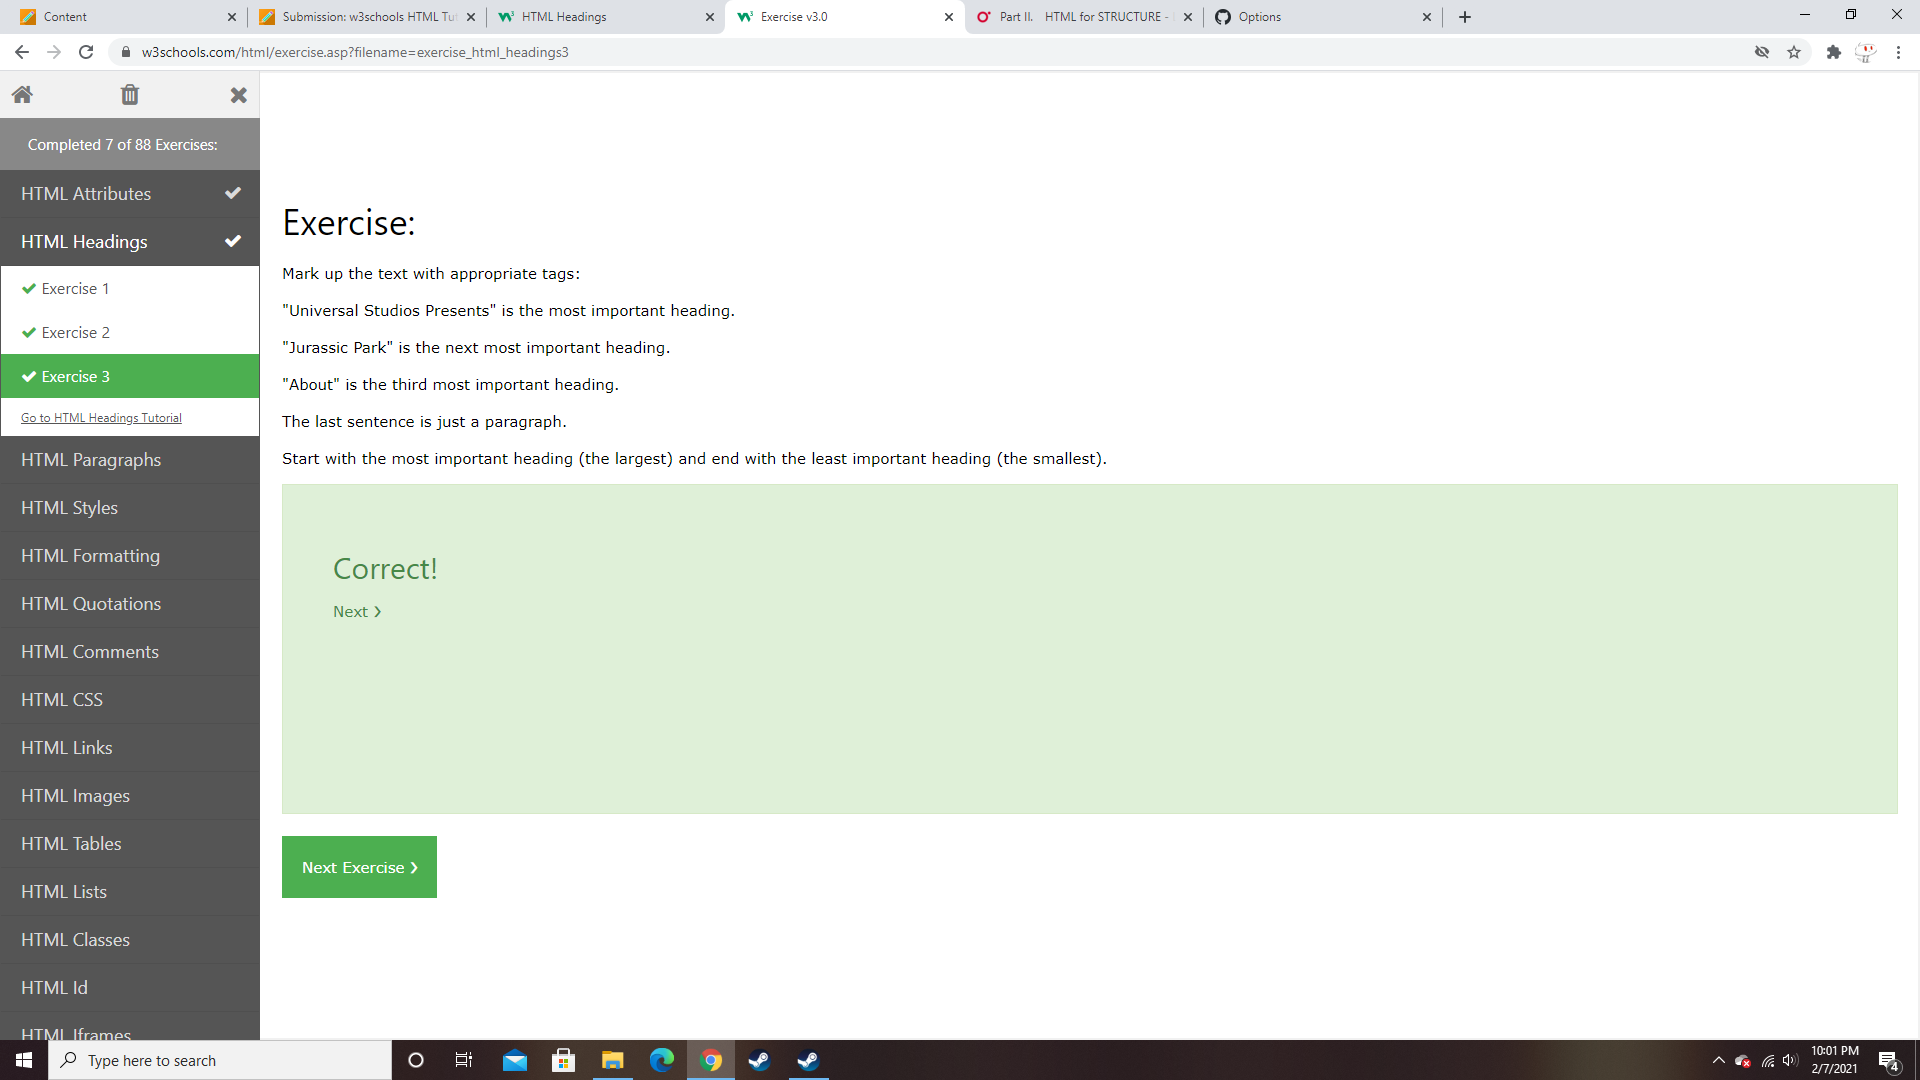 Content
Submission: w3schools HTML Tu
HTML Headings
Exercise v3.0
Part II. HTML for STRUCTURE -
Options
w3schools.com/html/exercise.asp?filename=exercise_html_headings3
Completed 7 of 88 Exercises:
HTML Attributes
HTML Headings
Exercise 1
Exercise 2
Exercise 3
Go to HTML Headings Tutorial
HTML Paragraphs
HTML Styles
HTML Formatting
HTML Quotations
HTML Comments
HTML CSS
HTML Links
HTML Images
HTML Tables
HTML Lists
HTML Classes
HTML Id
HTML Iframes
Exercise:
Mark up the text with appropriate tags:
"Universal Studios Presents" is the most important heading.
"Jurassic Park" is the next most important heading.
"About" is the third most important heading.
The last sentence is just a paragraph.
Start with the most important heading (the largest) and end with the least important heading (the smallest).
Correct!
Next ❯
Next Exercise ❯
Type here to search
10:01 PM
2/7/2021
4